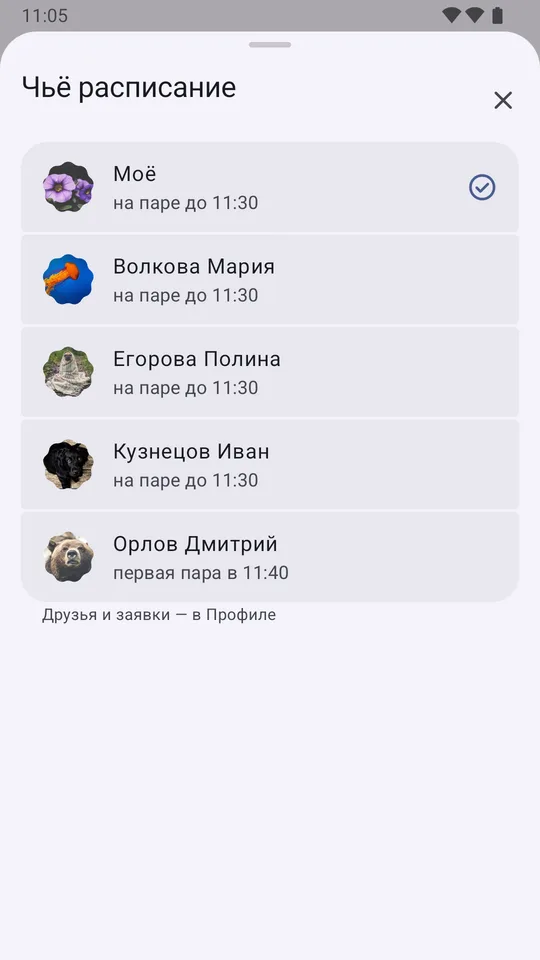 11:05
Чьё расписание
Моё
на паре до 11:30
Волкова Мария
на паре до 11:30
Егорова Полина
на паре до 11:30
Кузнецов Иван
на паре до 11:30
Орлов Дмитрий
первая пара в 11:40
Друзья и заявки — в Профиле